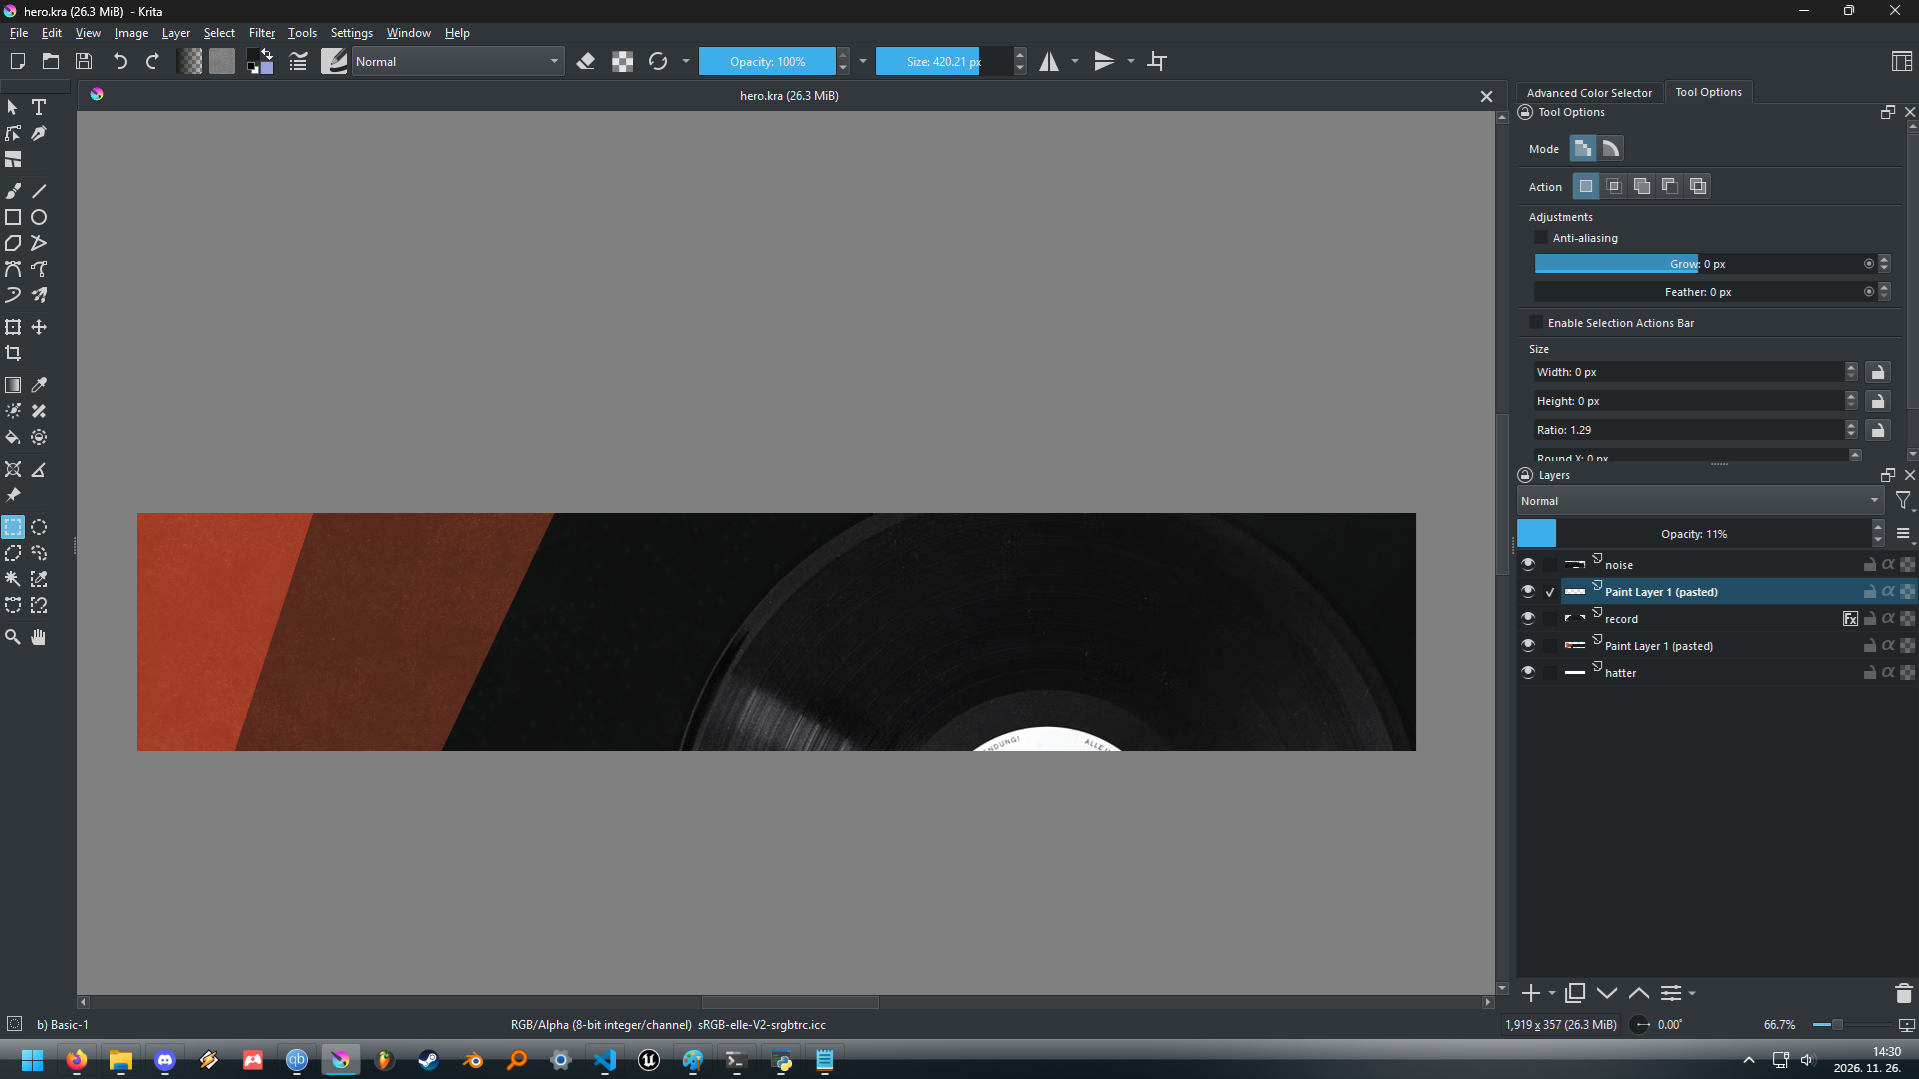 hero.kra (26.3 MiB)  - Krita
File Edit View Image Layer Select Filter Tools Settings Window Help
Normal
Opacity: 100%
Size: 420.21 px
hero.kra (26.3 MiB)
Advanced Color Selector
Tool Options
Tool Options
Mode
Action
Adjustments
Anti-aliasing
Grow: 0 px
Feather: 0 px
Enable Selection Actions Bar
Size
Width: 0 px
Height: 0 px
Ratio: 1.29
Round X: 0 px
Layers
Normal
Opacity: 11%
noise
Paint Layer 1 (pasted)
record
Fx
Paint Layer 1 (pasted)
hatter
b) Basic-1
RGB/Alpha (8-bit integer/channel)  sRGB-elle-V2-srgbtrc.icc
1,919 x 357 (26.3 MiB)
0.00°
66.7%
14:30
2026. 11. 26.